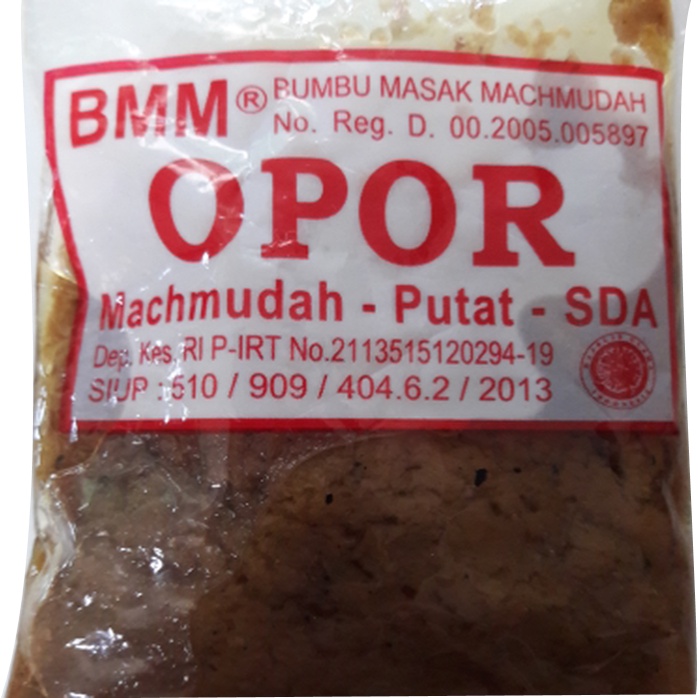 BMM® BUMBU MASAK MACHMUDAH
No. Reg. D. 00.2005.005897
OPOR
Machmudah - Putat - SDA
Dep. Kes. RI P-IRT No.2113515120294-19
SIUP : 510 / 909 / 404.6.2 / 2013